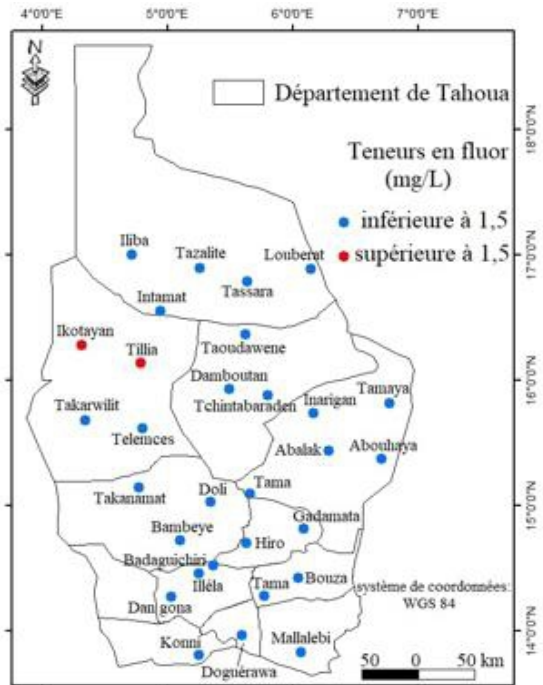 4°0'0"E 5°0'0"E 6°0'0"E 7°0'0"E
N
Département de Tahoua
18°0'0"N
Teneurs en fluor
(mg/L)
inférieure à 1,5
supérieure à 1,5
17°0'0"N
Iliba
Tazalite
Louberat
Tassara
Intamat
Ikotayan
Tillia
Taoudawene
16°0'0"N
Damboutan
Tchintabaraden
Inarigan
Tamaya
Takarwilit
Telemces
Abalak
Abouhaya
Takanamat
Doli
Tama
15°0'0"N
Gadamata
Bambeye
Hiro
Badaguichiri
Illéla
Tama
Bouza
système de coordonnées:
WGS 84
Dan gona
14°0'0"N
Konni
Mallalebi
Doguérawa
50 0 50 km